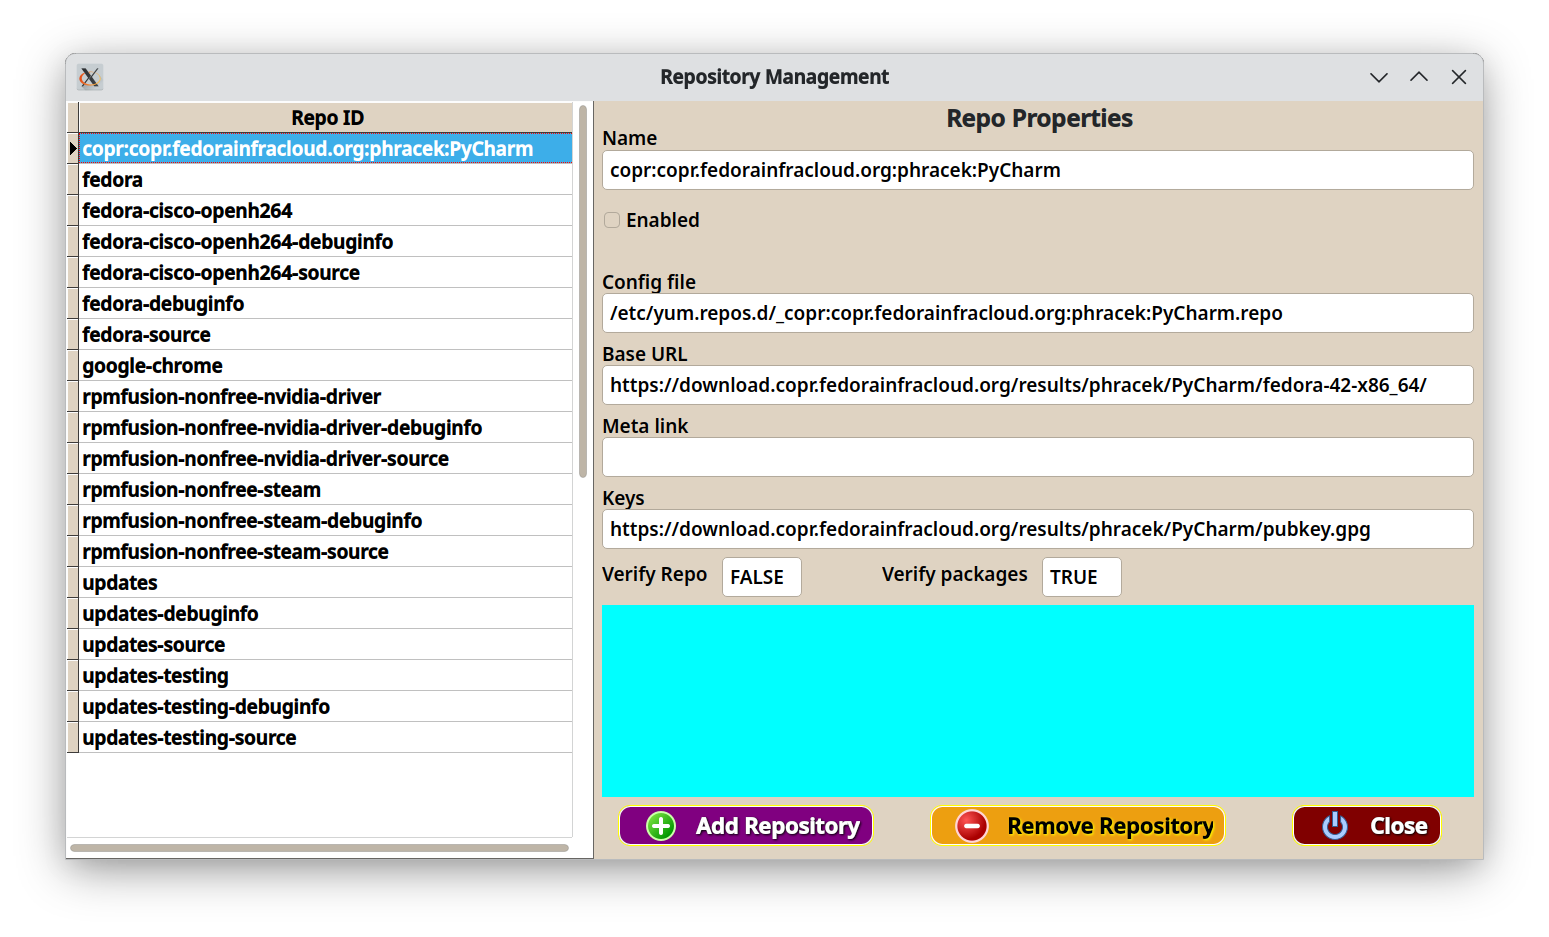 Repository Management
Repo ID
copr:copr.fedorainfracloud.org:phracek:PyCharm
fedora
fedora-cisco-openh264
fedora-cisco-openh264-debuginfo
fedora-cisco-openh264-source
fedora-debuginfo
fedora-source
google-chrome
rpmfusion-nonfree-nvidia-driver
rpmfusion-nonfree-nvidia-driver-debuginfo
rpmfusion-nonfree-nvidia-driver-source
rpmfusion-nonfree-steam
rpmfusion-nonfree-steam-debuginfo
rpmfusion-nonfree-steam-source
updates
updates-debuginfo
updates-source
updates-testing
updates-testing-debuginfo
updates-testing-source
Repo Properties
Name
copr:copr.fedorainfracloud.org:phracek:PyCharm
Enabled
Config file
/etc/yum.repos.d/_copr:copr.fedorainfracloud.org:phracek:PyCharm.repo
Base URL
https://download.copr.fedorainfracloud.org/results/phracek/PyCharm/fedora-42-x86_64/
Meta link
Keys
https://download.copr.fedorainfracloud.org/results/phracek/PyCharm/pubkey.gpg
Verify Repo FALSE Verify packages TRUE
Add Repository Remove Repository Close